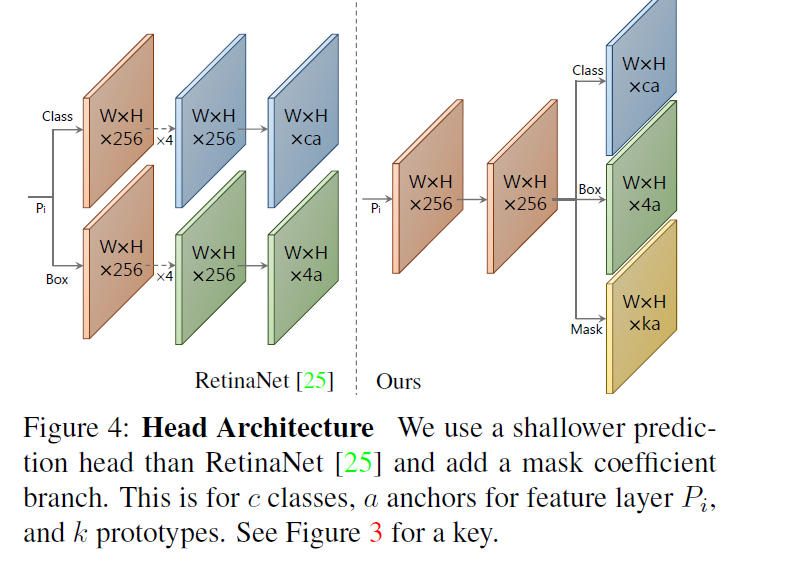 Class
W×H
×256
×4
W×H
×256
W×H
×ca
Pi
W×H
×256
×4
W×H
×256
W×H
×4a
Box
RetinaNet [25]
Pi
W×H
×256
W×H
×256
Class
W×H
×ca
Box
W×H
×4a
Mask
W×H
×ka
Ours
Figure 4: Head Architecture We use a shallower predic-
tion head than RetinaNet [25] and add a mask coefficient
branch. This is for c classes, a anchors for feature layer Pi,
and k prototypes. See Figure 3 for a key.